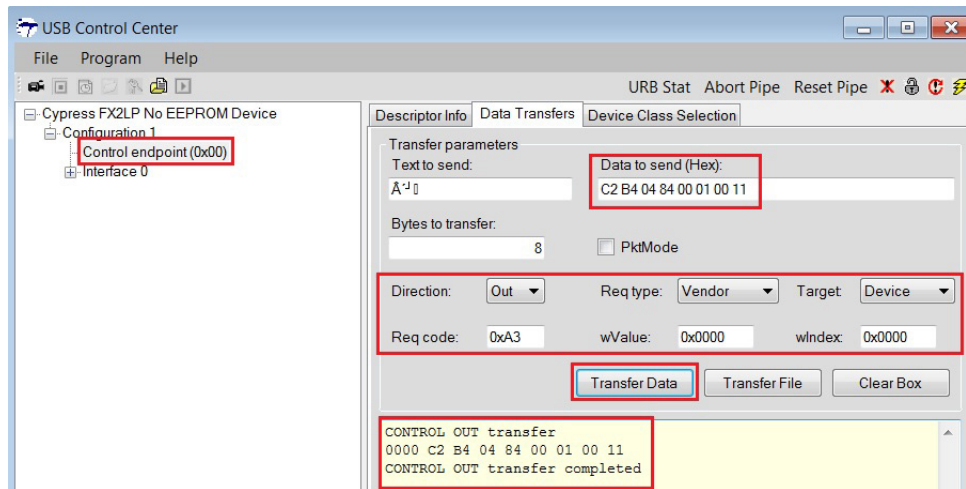 USB Control Center
File Program Help
URB Stat Abort Pipe Reset Pipe
Cypress FX2LP No EEPROM Device
Configuration 1
Control endpoint (0x00)
Interface 0
Descriptor Info Data Transfers Device Class Selection
Transfer parameters
Text to send:
Data to send (Hex):
C2 B4 04 84 00 01 00 11
Bytes to transfer:
8
PktMode
Direction: Out Req type: Vendor Target: Device
Req code: 0xA3 wValue: 0x0000 wIndex: 0x0000
Transfer Data Transfer File Clear Box
CONTROL OUT transfer
0000 C2 B4 04 84 00 01 00 11
CONTROL OUT transfer completed